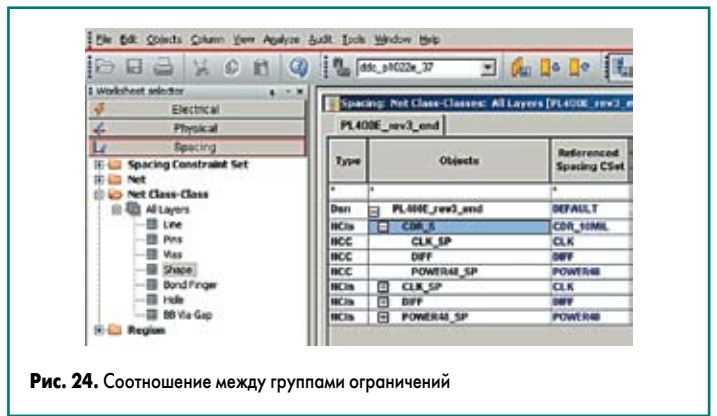 File Edit Objects Column View Analyze Audit Tools Window Help
ddc_s1022e_37
Worksheet selector
Electrical
Physical
Spacing
Spacing Constraint Set
Net
Net Class-Class
All Layers
Line
Pins
Vias
Shape
Bond Finger
Hole
BB Via Gap
Region
Spacing: Net Class-Classes: All Layers
PL400E_rev3_end
Type Objects Referenced Spacing CSet
* * *
Dsn PL400E_rev3_end DEFAULT
NCls CDR_S CDR_10MIL
NCC CLK_SP CLK
NCC DIFF DIFF
NCC POWER48_SP POWER48
NCls CLK_SP CLK
NCls DIFF DIFF
NCls POWER48_SP POWER48
Рис. 24. Соотношение между группами ограничений